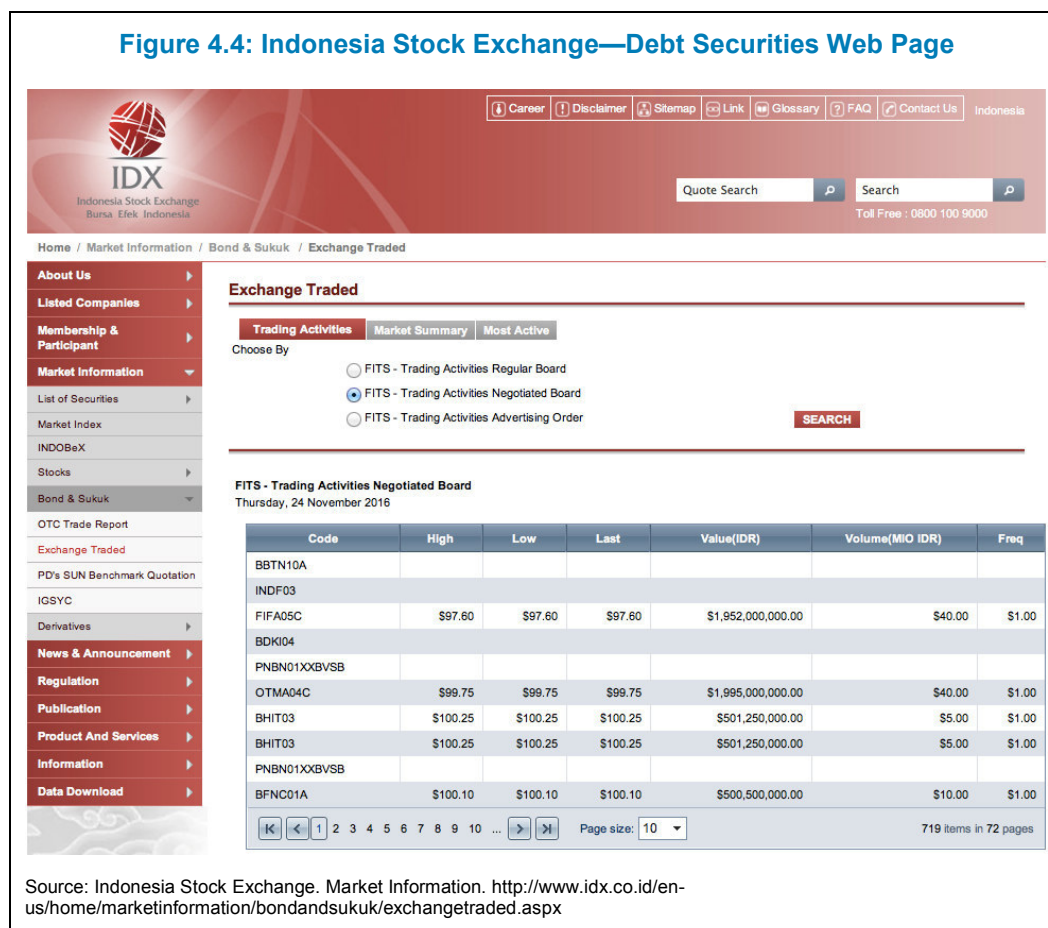 Figure 4.4: Indonesia Stock Exchange—Debt Securities Web Page
Career Disclaimer Sitemap Link Glossary FAQ Contact Us Indonesia
IDX
Indonesia Stock Exchange
Bursa Efek Indonesia
Quote Search Search
Toll Free : 0800 100 9000
Home / Market Information / Bond & Sukuk / Exchange Traded
About Us
Listed Companies
Membership &
Participant
Market Information
List of Securities
Market Index
INDOBeX
Stocks
Bond & Sukuk
OTC Trade Report
Exchange Traded
PD's SUN Benchmark Quotation
IGSYC
Derivatives
News & Announcement
Regulation
Publication
Product And Services
Information
Data Download
Exchange Traded
Trading Activities Market Summary Most Active
Choose By
FITS - Trading Activities Regular Board
FITS - Trading Activities Negotiated Board
FITS - Trading Activities Advertising Order
SEARCH
FITS - Trading Activities Negotiated Board
Thursday, 24 November 2016
Code High Low Last Value(IDR) Volume(MIO IDR) Freq
BBTN10A
INDF03
FIFA05C $97.60 $97.60 $97.60 $1,952,000,000.00 $40.00 $1.00
BDKI04
PNBN01XXBVSB
OTMA04C $99.75 $99.75 $99.75 $1,995,000,000.00 $40.00 $1.00
BHIT03 $100.25 $100.25 $100.25 $501,250,000.00 $5.00 $1.00
BHIT03 $100.25 $100.25 $100.25 $501,250,000.00 $5.00 $1.00
PNBN01XXBVSB
BFNC01A $100.10 $100.10 $100.10 $500,500,000.00 $10.00 $1.00
1 2 3 4 5 6 7 8 9 10 ... Page size: 10 719 items in 72 pages
Source: Indonesia Stock Exchange. Market Information. http://www.idx.co.id/en-
us/home/marketinformation/bondandsukuk/exchangetraded.aspx